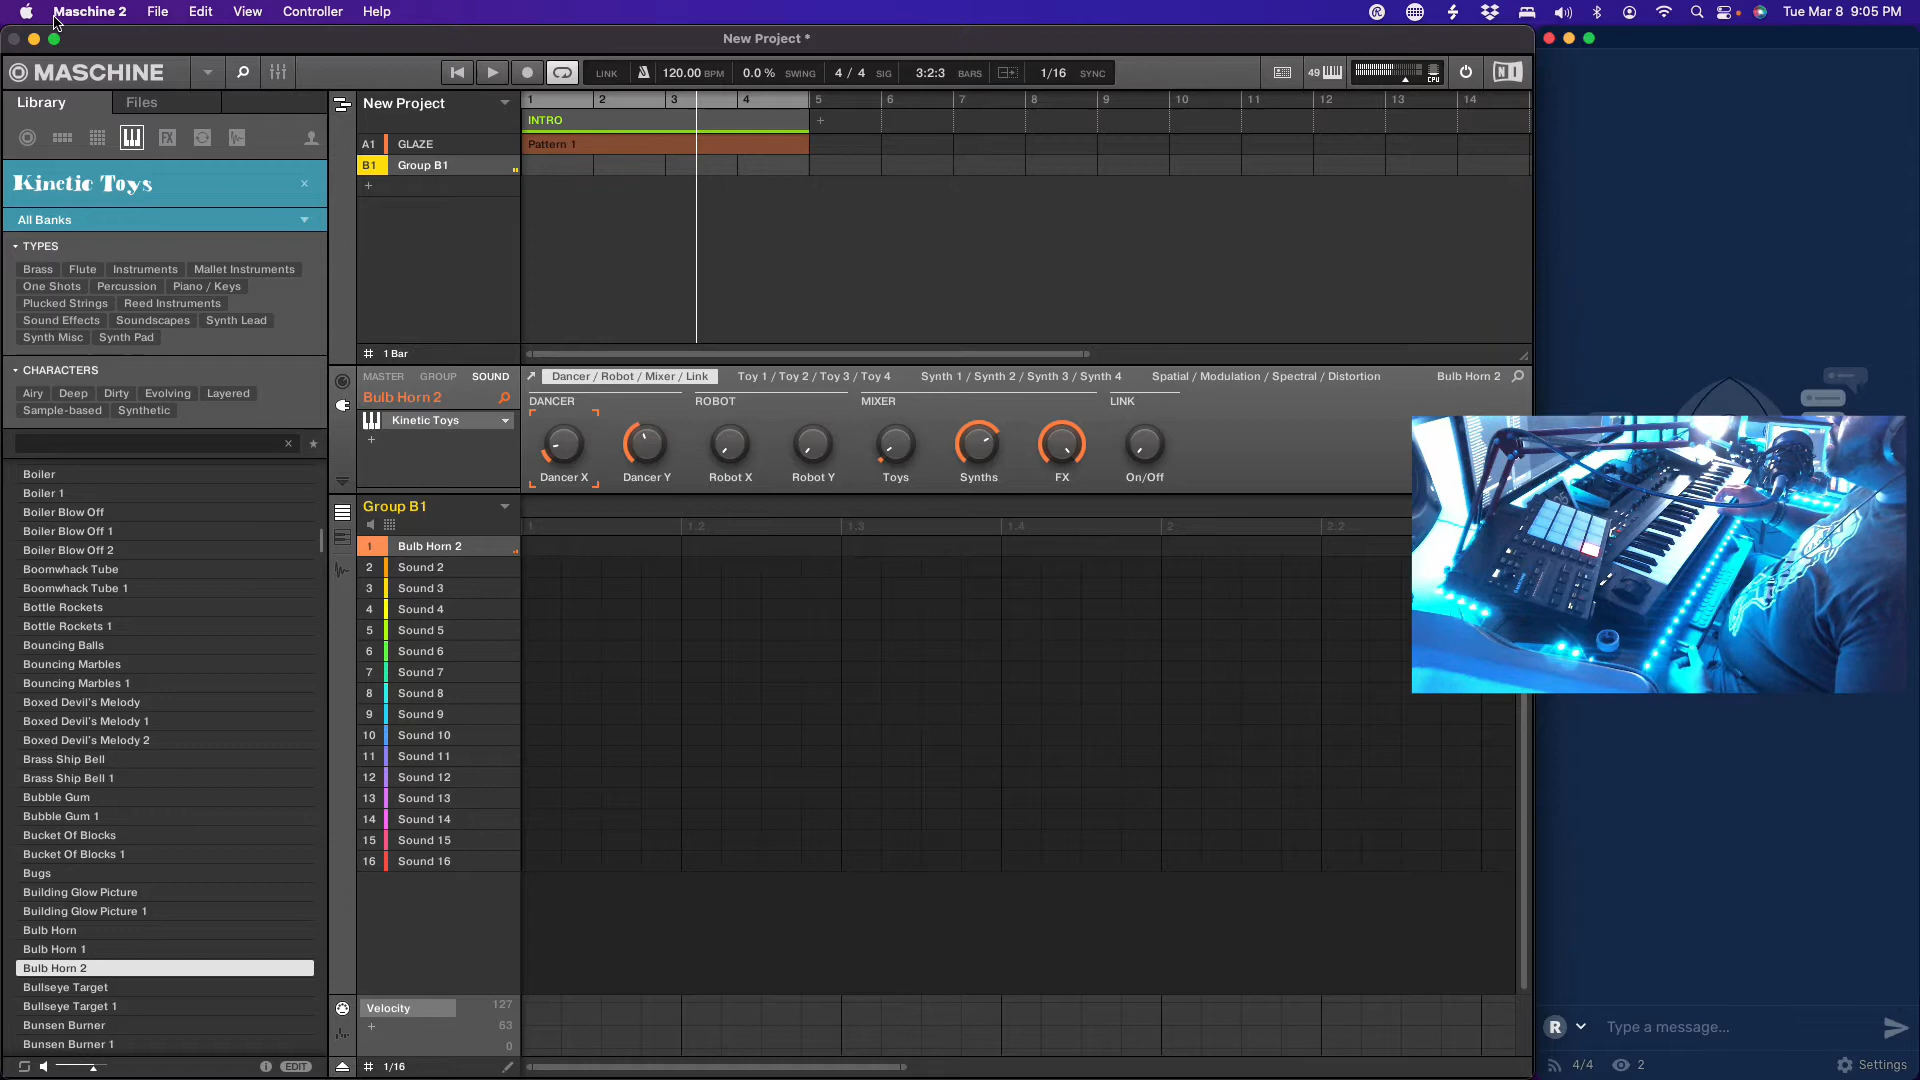 Maschine 2 File Edit View Controller Help Tue Mar 8 9:05 PM
New Project *
MASCHINE LINK 120.00 BPM 0.0 % SWING 4 / 4 SIG 3:2:3 BARS 1/16 SYNC 49 CPU
Library Files
New Project
1 2 3 4 5 6 7 8 9 10 11 12 13 14
INTRO +
A1 GLAZE Pattern 1
B1 Group B1
+
Kinetic Toys
All Banks
TYPES
Brass Flute Instruments Mallet Instruments
One Shots Percussion Piano / Keys
Plucked Strings Reed Instruments
Sound Effects Soundscapes Synth Lead
Synth Misc Synth Pad
1 Bar
CHARACTERS
Airy Deep Dirty Evolving Layered
Sample-based Synthetic
MASTER GROUP SOUND
Dancer / Robot / Mixer / Link Toy 1 / Toy 2 / Toy 3 / Toy 4 Synth 1 / Synth 2 / Synth 3 / Synth 4 Spatial / Modulation / Spectral / Distortion Bulb Horn 2
Bulb Horn 2
Kinetic Toys
+
DANCER ROBOT MIXER LINK
Dancer X Dancer Y Robot X Robot Y Toys Synths FX On/Off
Boiler
Boiler 1
Boiler Blow Off
Boiler Blow Off 1
Boiler Blow Off 2
Boomwhack Tube
Boomwhack Tube 1
Bottle Rockets
Bottle Rockets 1
Bouncing Balls
Bouncing Marbles
Bouncing Marbles 1
Boxed Devil's Melody
Boxed Devil's Melody 1
Boxed Devil's Melody 2
Brass Ship Bell
Brass Ship Bell 1
Bubble Gum
Bubble Gum 1
Bucket Of Blocks
Bucket Of Blocks 1
Bugs
Building Glow Picture
Building Glow Picture 1
Bulb Horn
Bulb Horn 1
Bulb Horn 2
Bullseye Target
Bullseye Target 1
Bunsen Burner
Bunsen Burner 1
EDIT
Group B1
1 1.2 1.3 1.4 2 2.2
1 Bulb Horn 2
2 Sound 2
3 Sound 3
4 Sound 4
5 Sound 5
6 Sound 6
7 Sound 7
8 Sound 8
9 Sound 9
10 Sound 10
11 Sound 11
12 Sound 12
13 Sound 13
14 Sound 14
15 Sound 15
16 Sound 16
Velocity 127
+ 63
0
1/16
R Type a message...
4/4 2 Settings